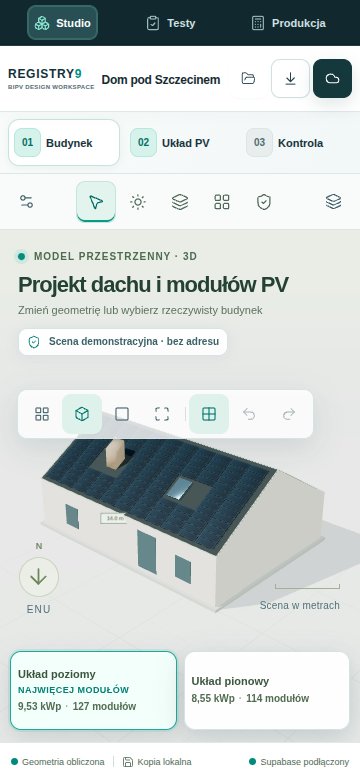 Studio
Testy
Produkcja
REGISTRY9
BIPV DESIGN WORKSPACE
Dom pod Szczecinem
01 Budynek
02 Układ PV
03 Kontrola
MODEL PRZESTRZENNY · 3D
Projekt dachu i modułów PV
Zmień geometrię lub wybierz rzeczywisty budynek
Scena demonstracyjna · bez adresu
14.0 m
N
ENU
Scena w metrach
Układ poziomy
NAJWIĘCEJ MODUŁÓW
9,53 kWp · 127 modułów
Układ pionowy
8,55 kWp · 114 modułów
Geometria obliczona
Kopia lokalna
Supabase podłączony